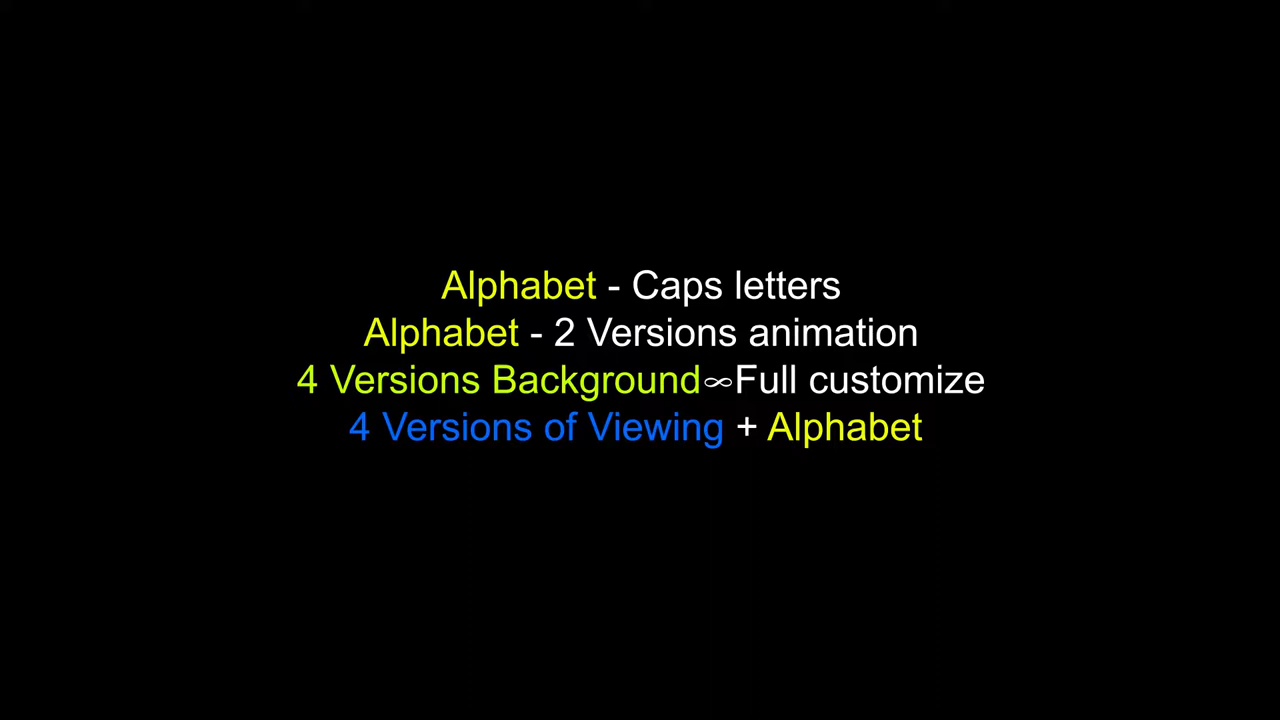 Alphabet - Caps letters
Alphabet - 2 Versions animation
4 Versions Background∞Full customize
4 Versions of Viewing + Alphabet